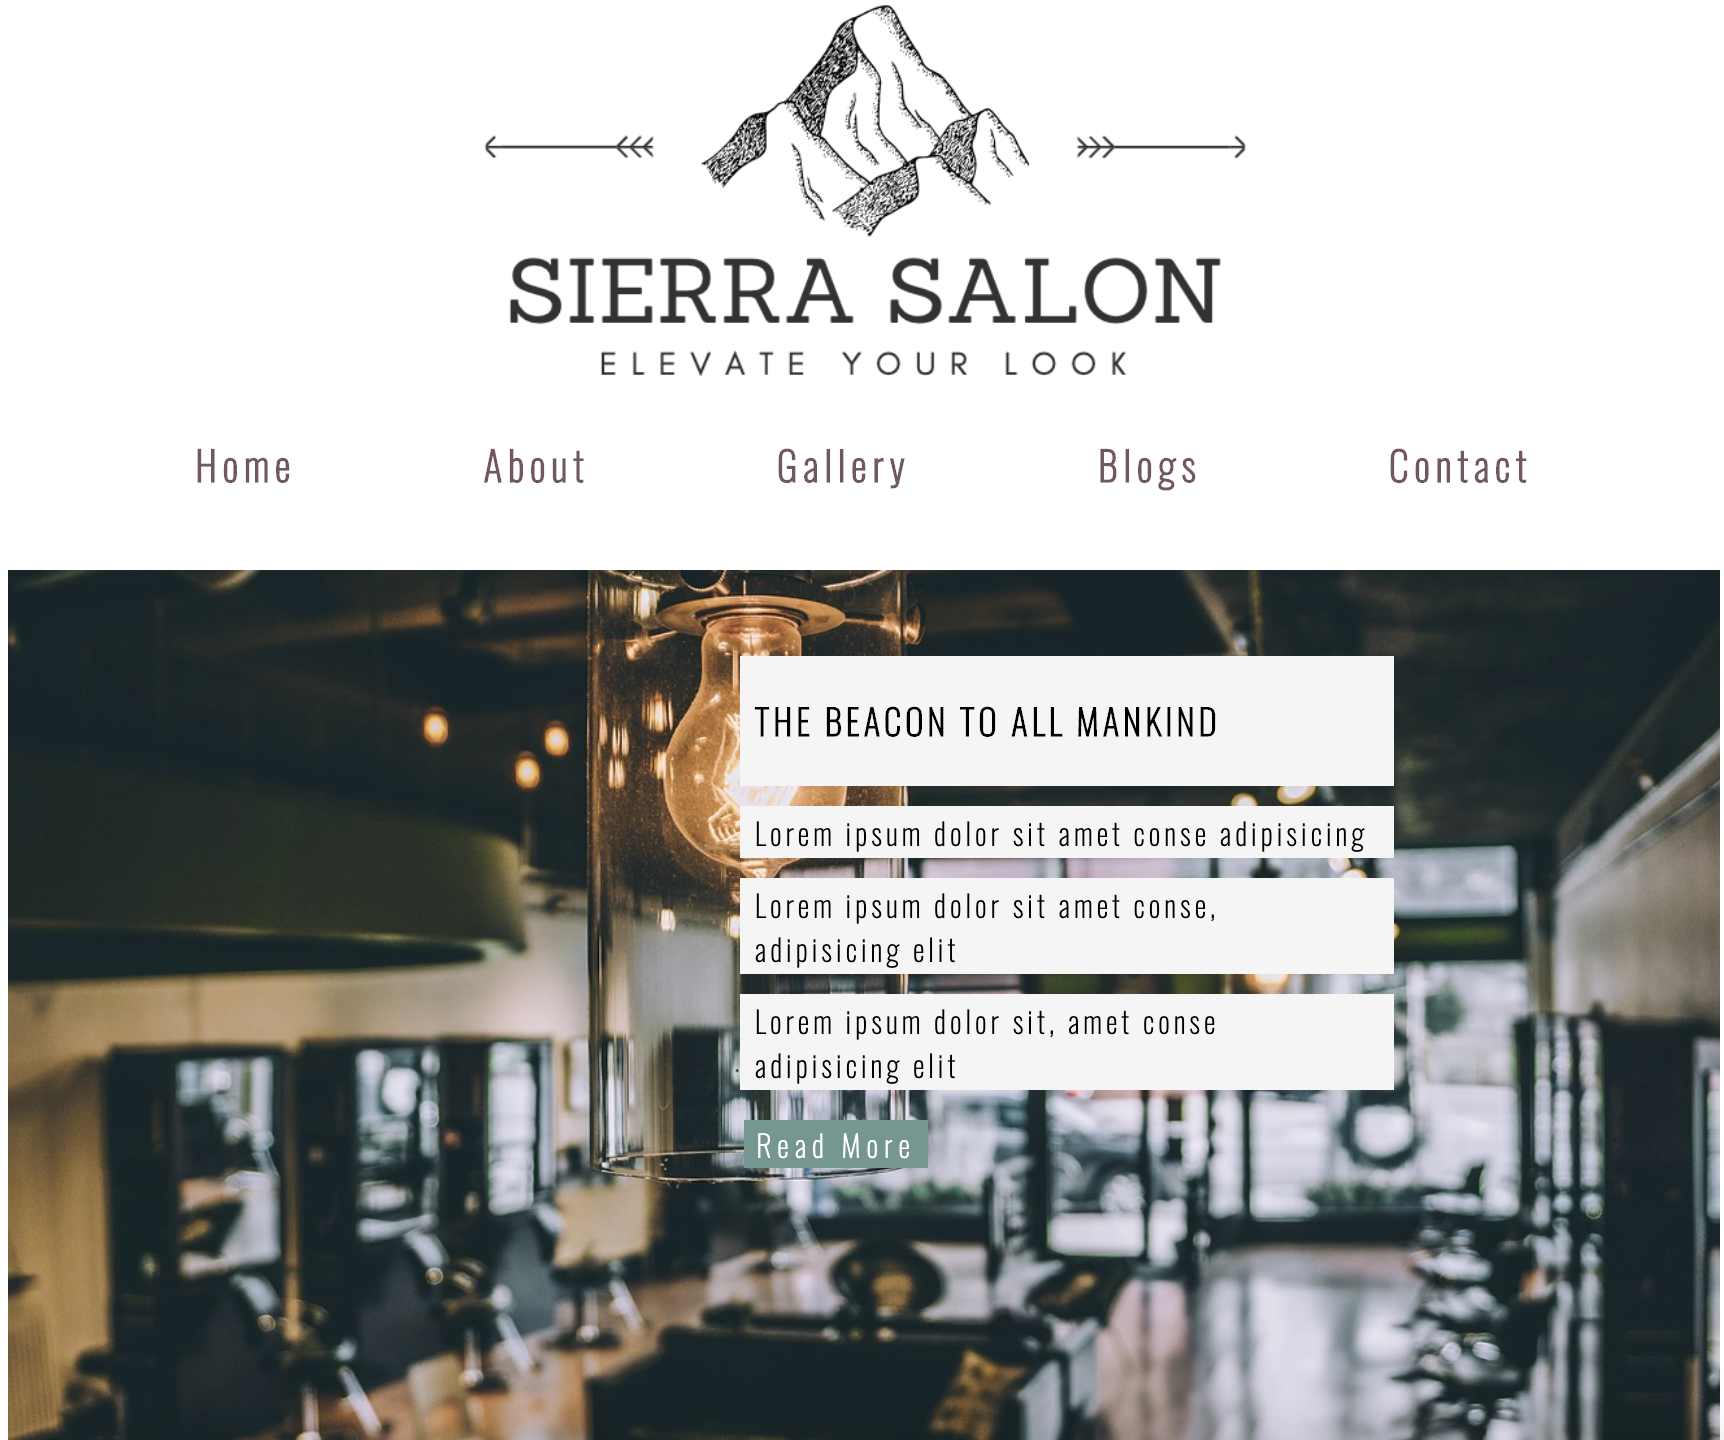 SIERRA SALON
ELEVATE YOUR LOOK
Home About Gallery Blogs Contact
THE BEACON TO ALL MANKIND
Lorem ipsum dolor sit amet conse adipisicing
Lorem ipsum dolor sit amet conse,
adipisicing elit
Lorem ipsum dolor sit, amet conse
adipisicing elit
Read More